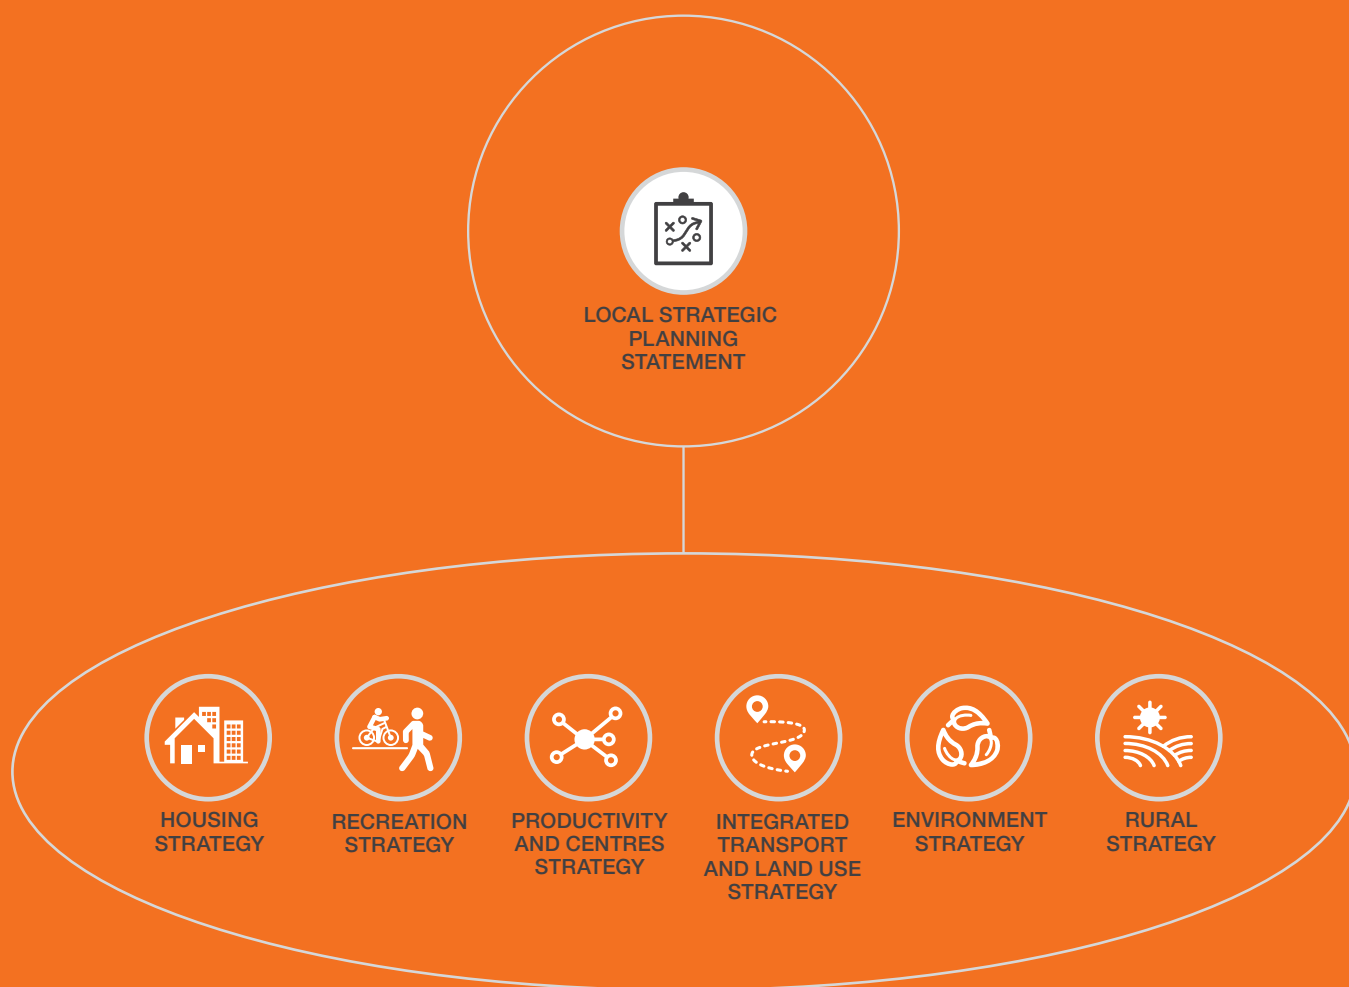 LOCAL STRATEGIC
PLANNING
STATEMENT
HOUSING
STRATEGY
RECREATION
STRATEGY
PRODUCTIVITY
AND CENTRES
STRATEGY
INTEGRATED
TRANSPORT
AND LAND USE
STRATEGY
ENVIRONMENT
STRATEGY
RURAL
STRATEGY